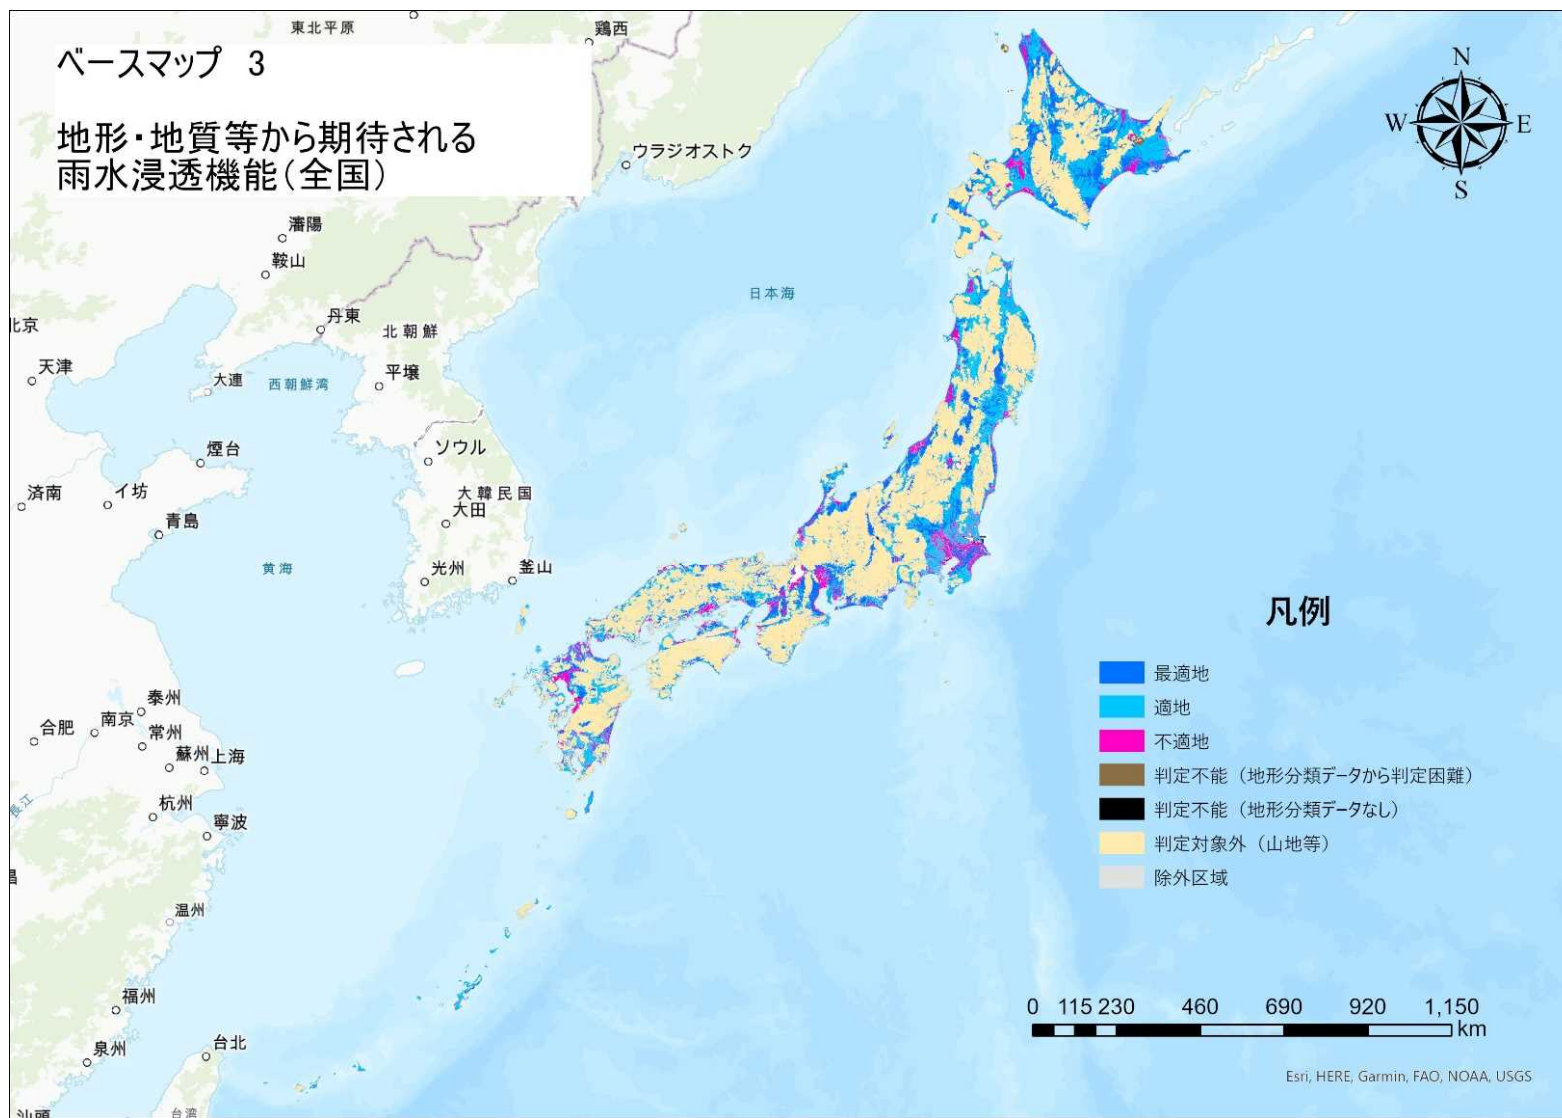 東北平原
鶏西
ベースマップ 3
地形・地質等から期待される
雨水浸透機能(全国)
ウラジオストク
N
W
E
S
瀋陽
鞍山
日本海
丹東
北朝鮮
北京
天津
大連
西朝鮮湾
平壌
煙台
ソウル
済南
イ坊
大韓民国
大田
青島
黄海
光州
釜山
凡例
最適地
適地
不適地
判定不能(地形分類データから判定困難)
判定不能(地形分類データなし)
判定対象外(山地等)
除外区域
泰州
合肥
南京
常州
蘇州
上海
長江
杭州
寧波
温州
福州
泉州
台北
台湾
汕頭
0 115 230 460 690 920 1,150
km
Esri, HERE, Garmin, FAO, NOAA, USGS